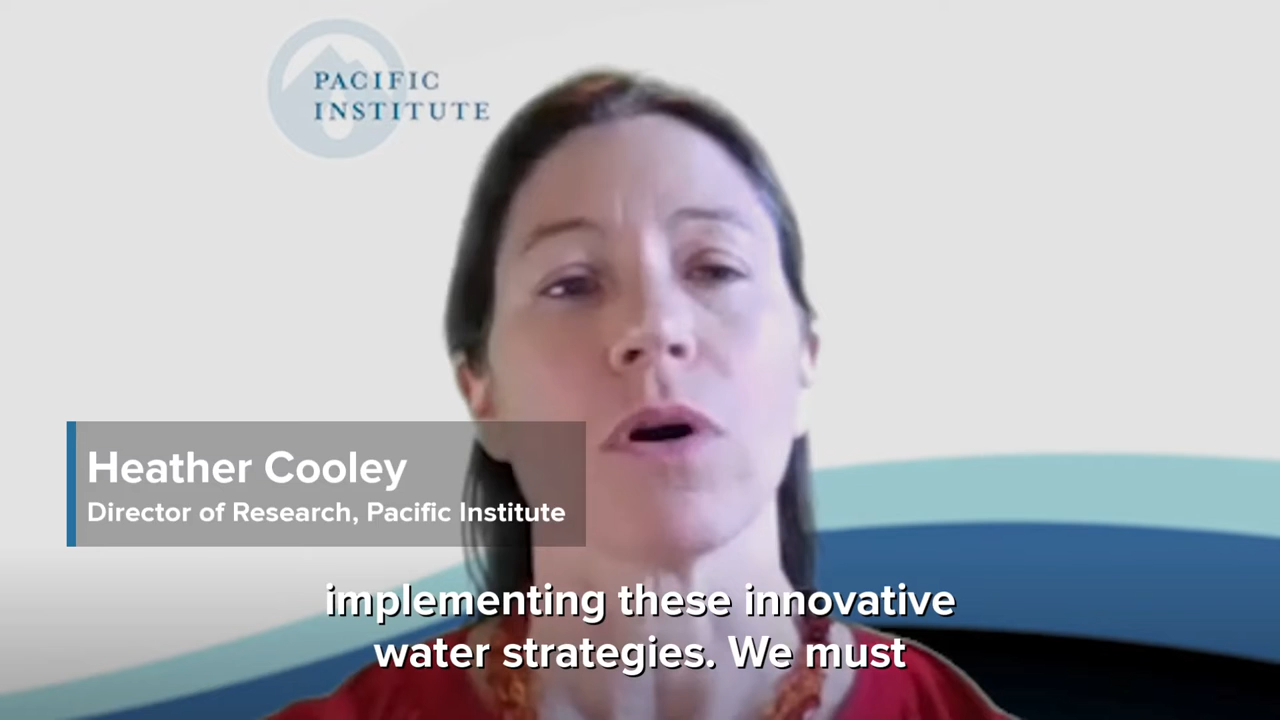 PACIFIC
INSTITUTE
Heather Cooley
Director of Research, Pacific Institute
implementing these innovative
water strategies. We must